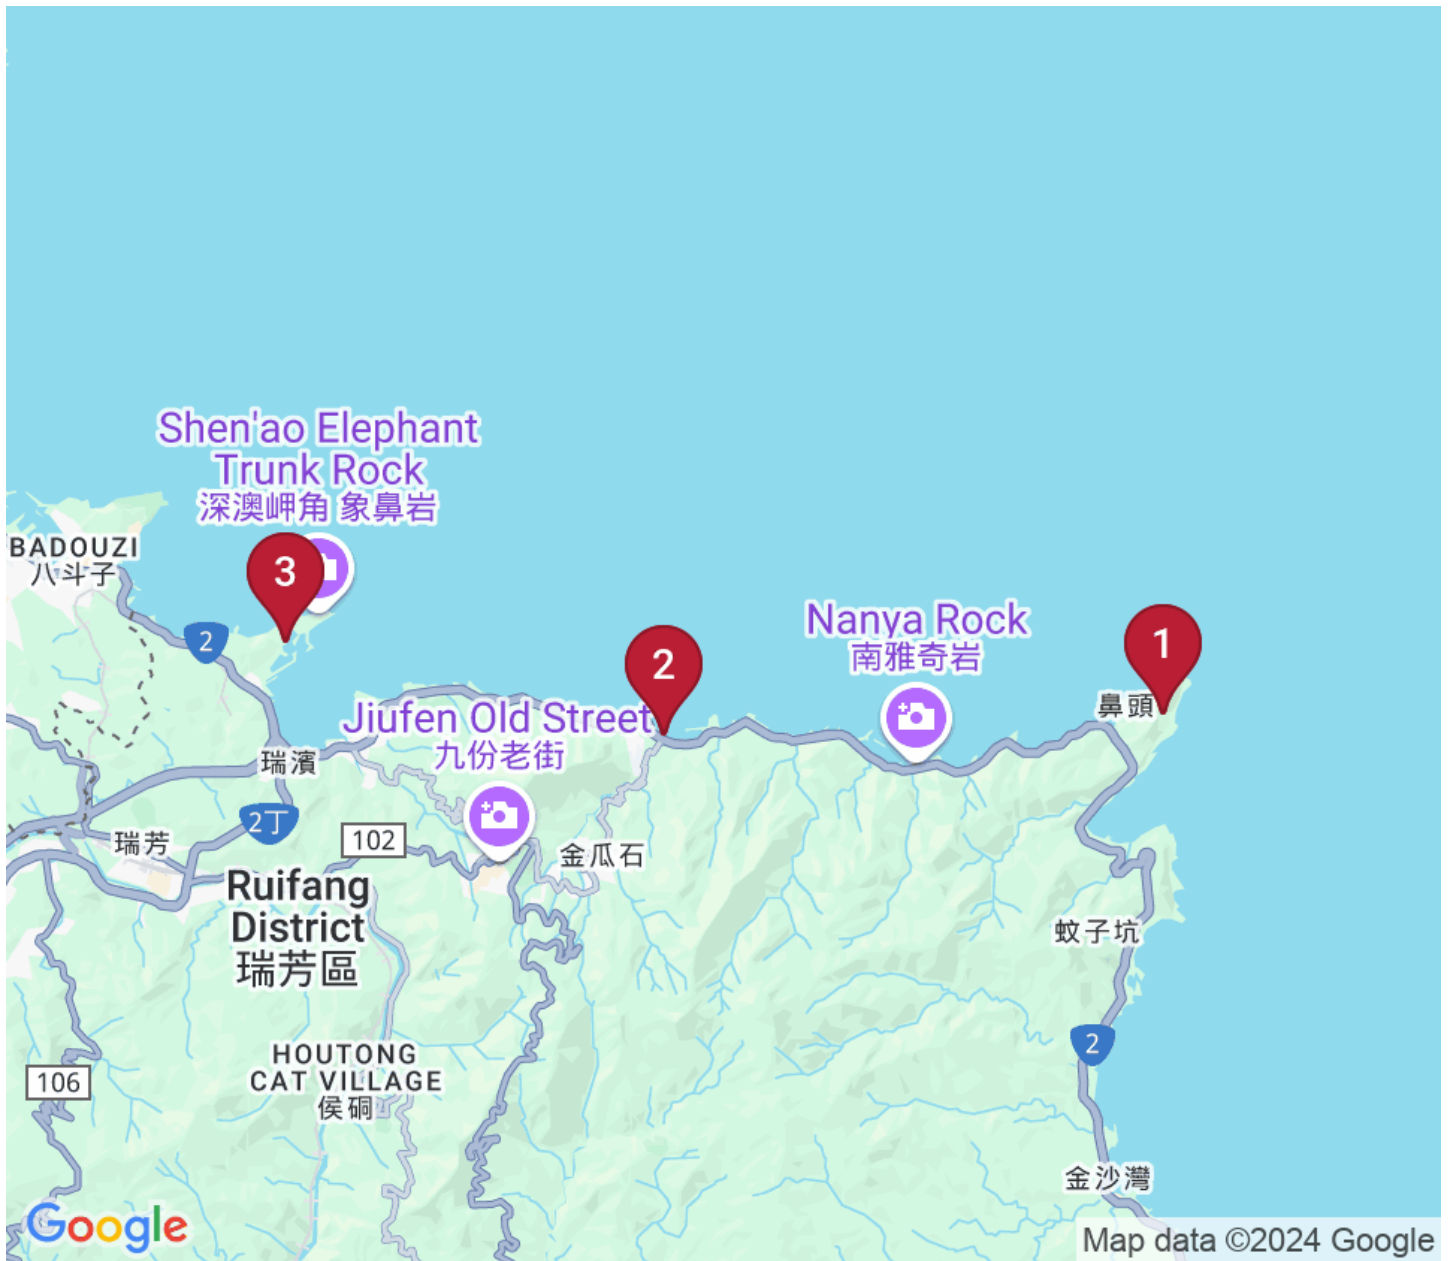 Shen'ao Elephant
Trunk Rock
深澳岬角 象鼻岩
BADOUZI
八斗子
3
2
Nanya Rock
南雅奇岩
1
2
鼻頭
Jiufen Old Street
九份老街
瑞濱
2丁
102
瑞芳
金瓜石
Ruifang
District
瑞芳區
蚊子坑
HOUTONG
CAT VILLAGE
侯硐
106
2
金沙灣
Google
Map data ©2024 Google